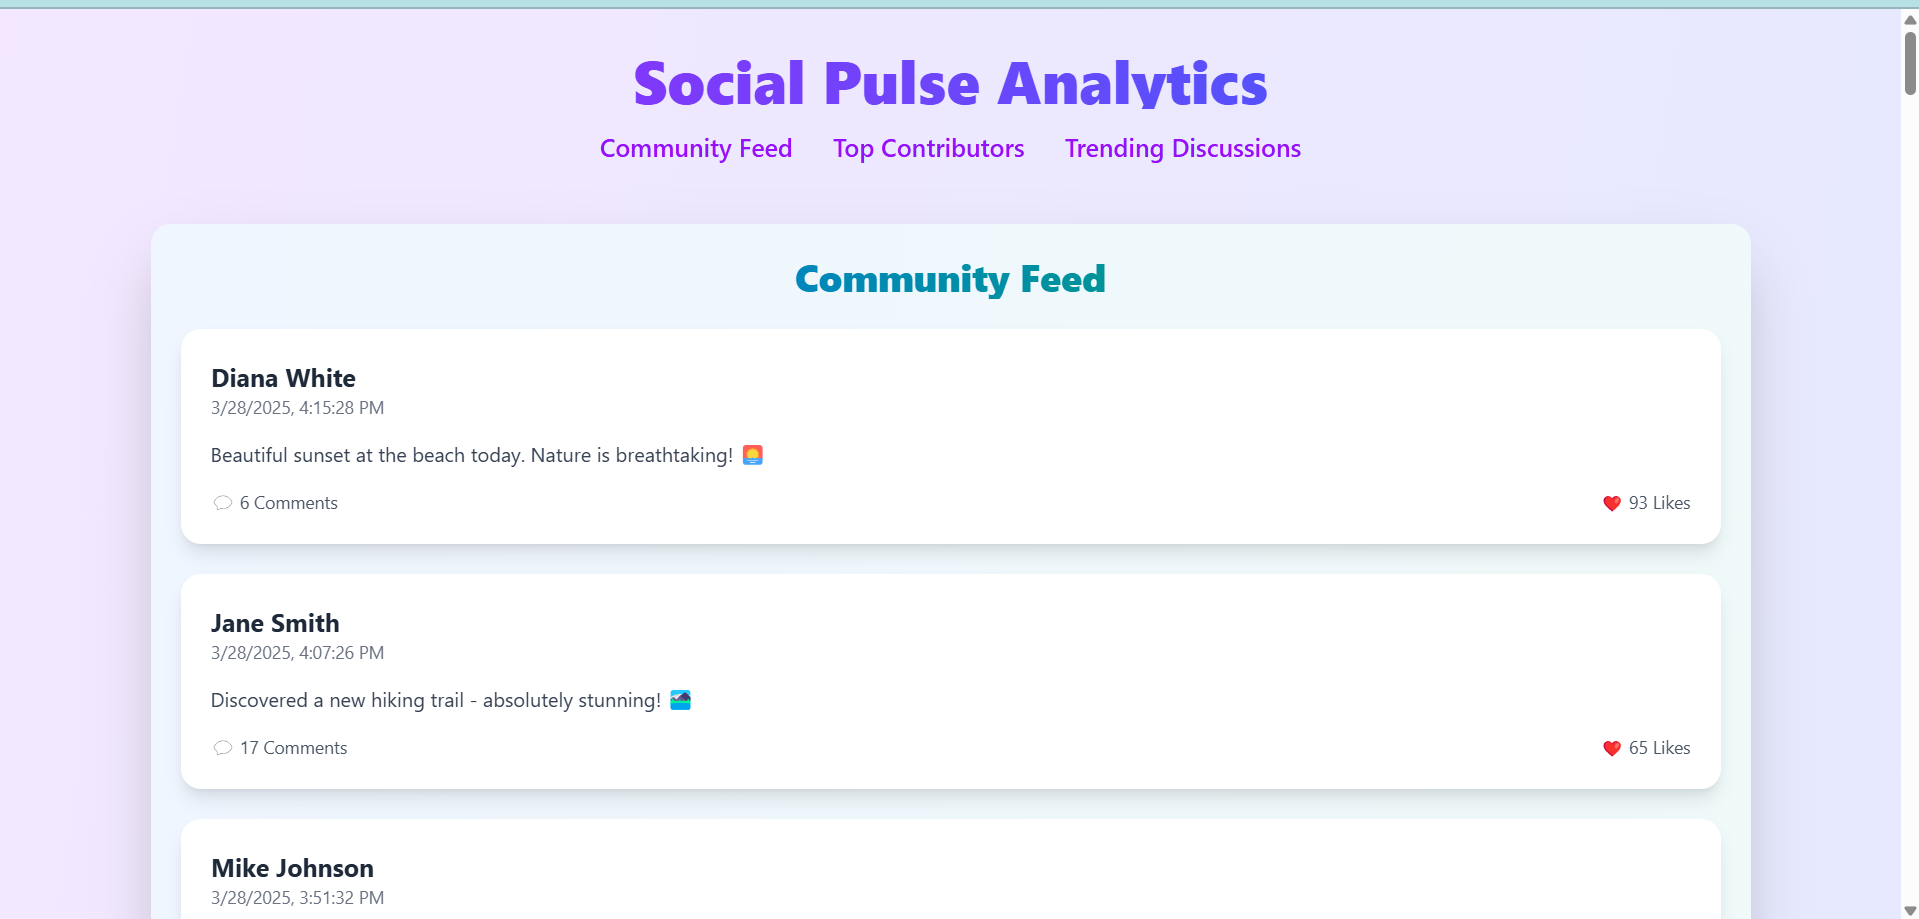 Social Pulse Analytics
Community Feed Top Contributors Trending Discussions
Community Feed
Diana White
3/28/2025, 4:15:28 PM
Beautiful sunset at the beach today. Nature is breathtaking! 🌅
💬 6 Comments ❤️ 93 Likes
Jane Smith
3/28/2025, 4:07:26 PM
Discovered a new hiking trail - absolutely stunning! 🏞️
💬 17 Comments ❤️ 65 Likes
Mike Johnson
3/28/2025, 3:51:32 PM